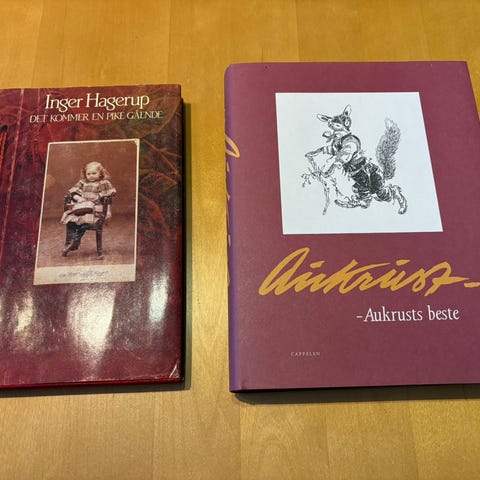 Inger Hagerup
DET KOMMER EN PIKE GÅENDE
Aukrust-
-Aukrusts beste
CAPPELEN